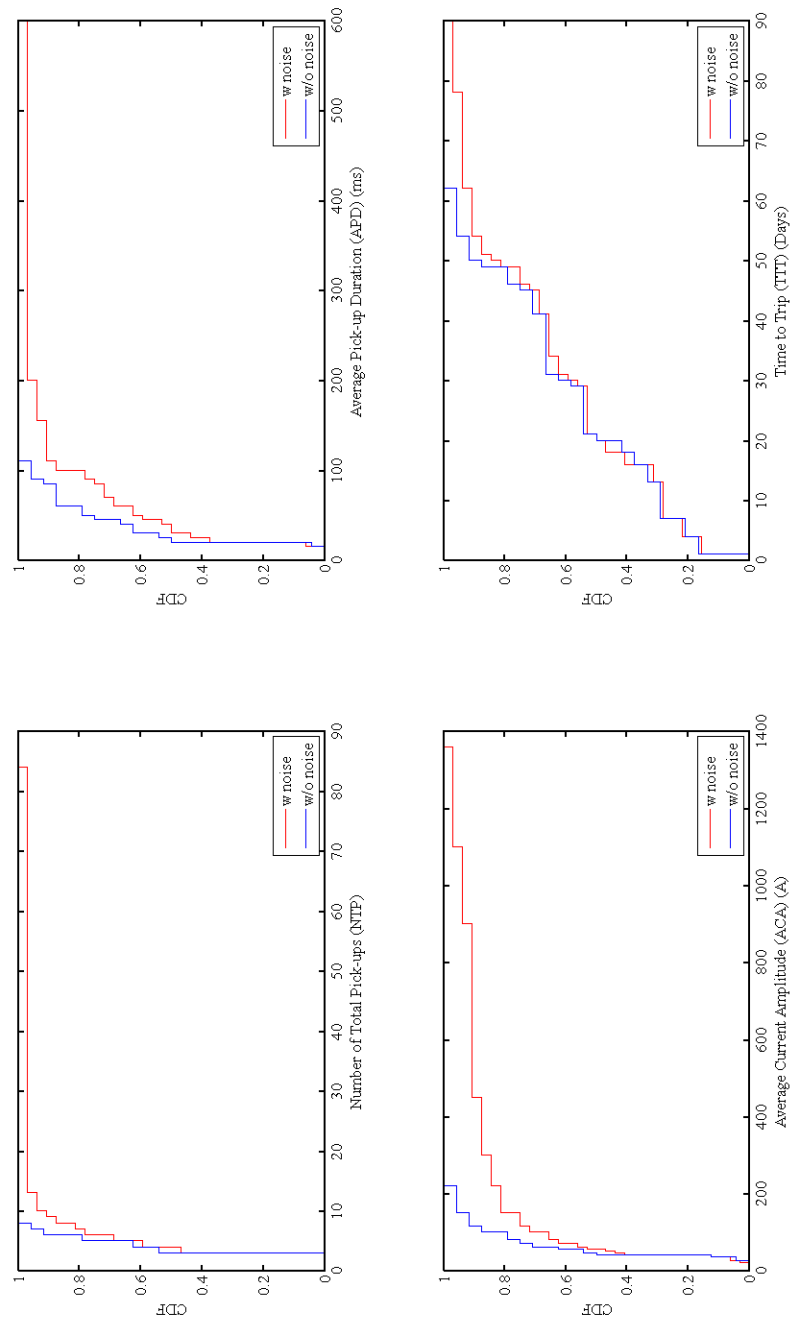 1
0.8
0.6
0.4
0.2
0
CDF
w noise
w/o noise
0 10 20 30 40 50 60 70 80 90
Number of Total Pick-ups (NTP)
1
0.8
0.6
0.4
0.2
0
CDF
w noise
w/o noise
0 100 200 300 400 500 600
Average Pick-up Duration (APD) (ms)
1
0.8
0.6
0.4
0.2
0
CDF
w noise
w/o noise
0 200 400 600 800 1000 1200 1400
Average Current Amplitude (ACA) (A)
1
0.8
0.6
0.4
0.2
0
CDF
w noise
w/o noise
0 10 20 30 40 50 60 70 80 90
Time to Trip (TTT) (Days)